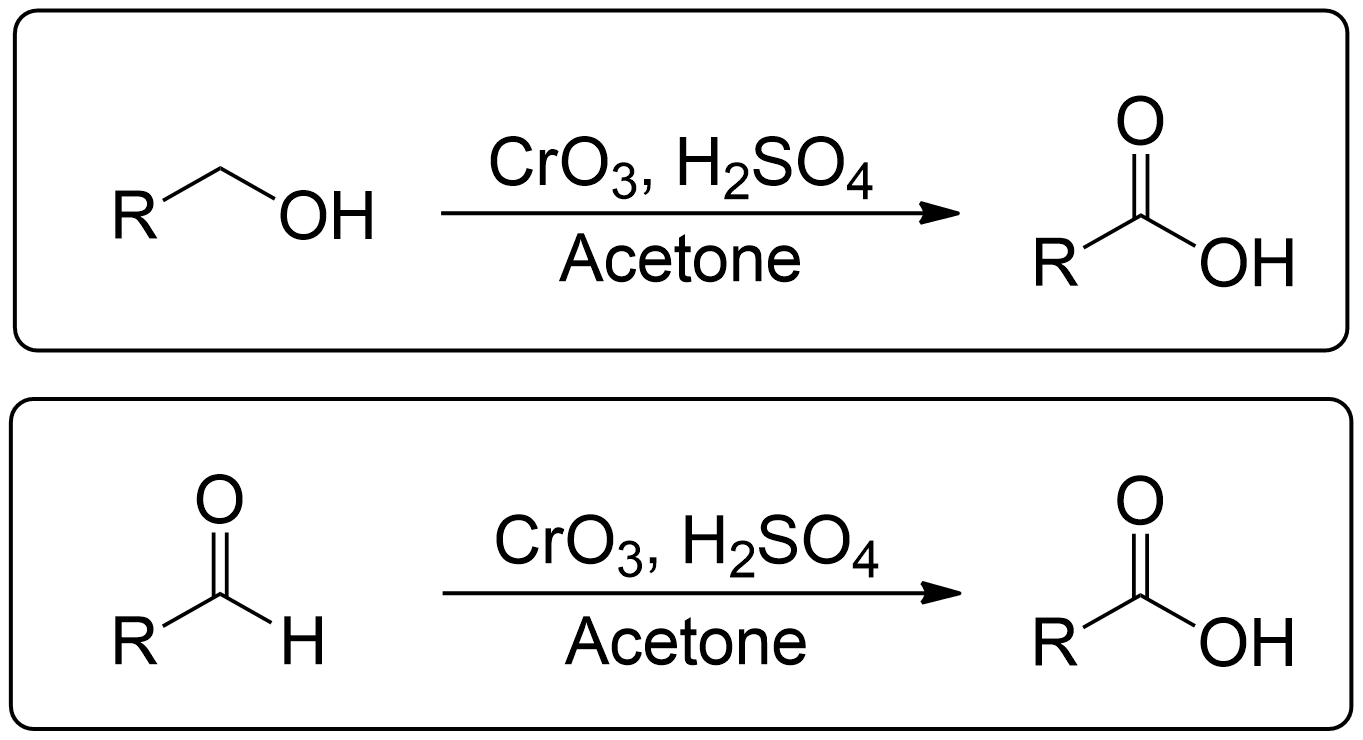 O
R OH CrO3, H2SO4 R OH
Acetone
O O
R H CrO3, H2SO4 R OH
Acetone